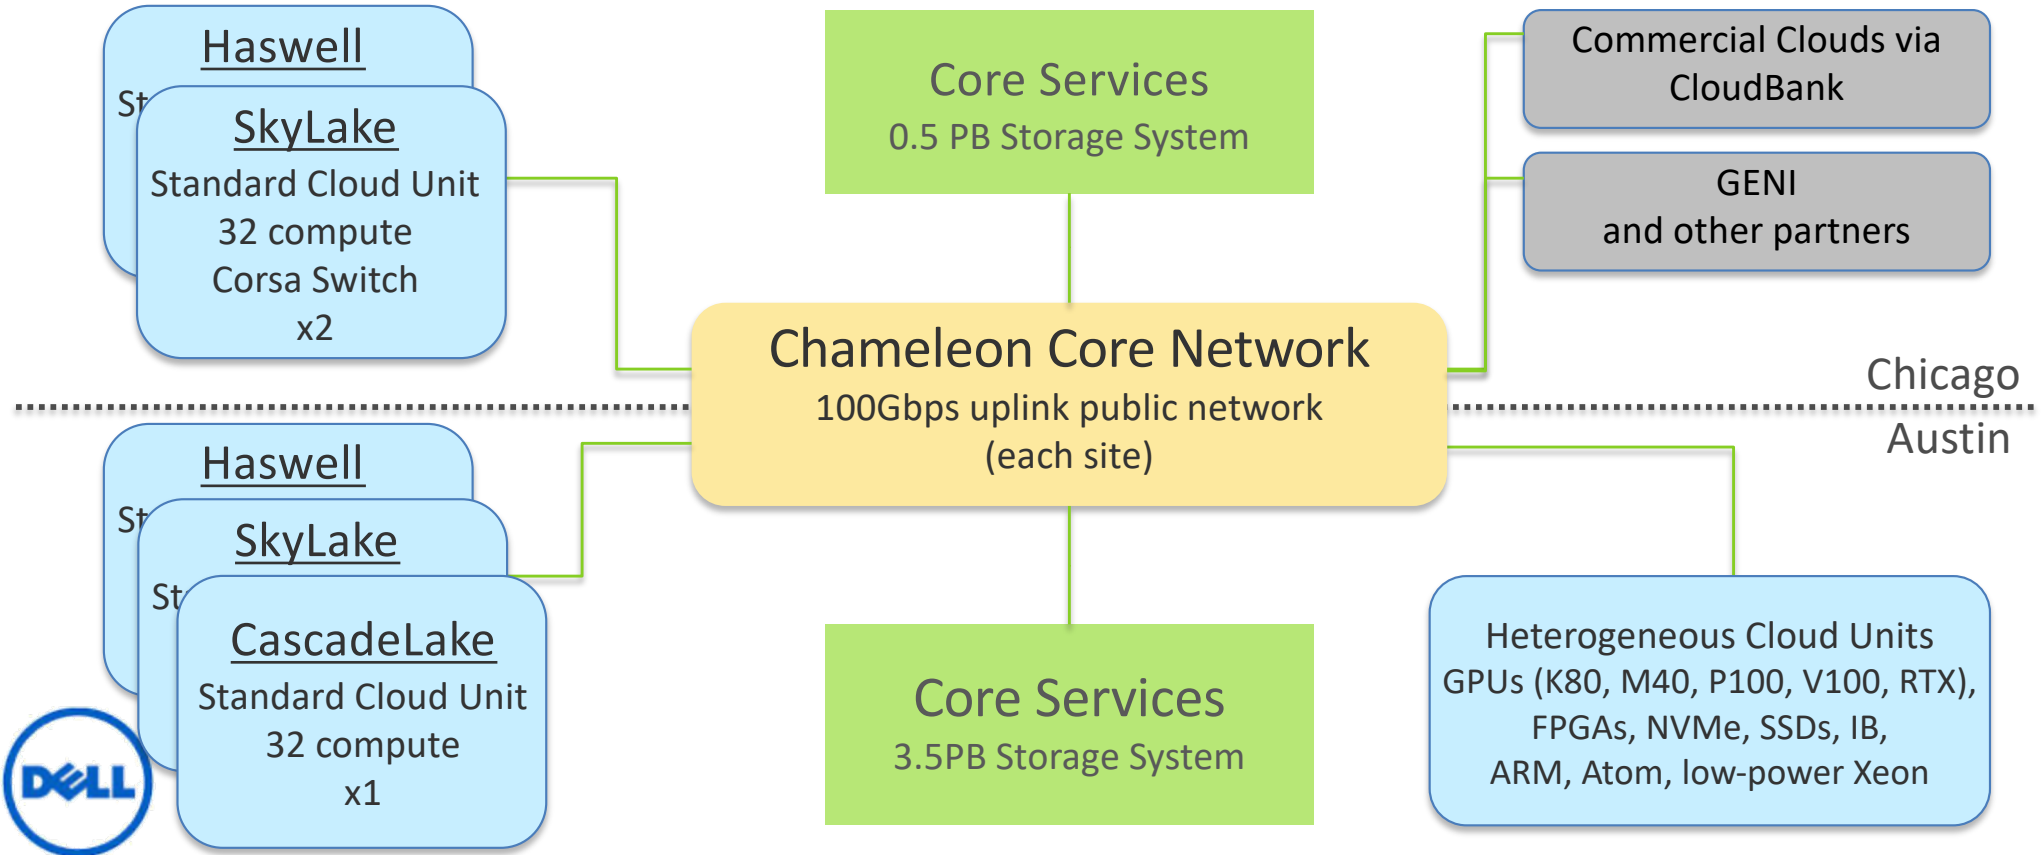 Haswell
St
SkyLake
Standard Cloud Unit
32 compute
Corsa Switch
x2
Core Services
0.5 PB Storage System
Commercial Clouds via
CloudBank
GENI
and other partners
Chameleon Core Network
100Gbps uplink public network
(each site)
Chicago
Austin
Haswell
St
SkyLake
St
CascadeLake
Standard Cloud Unit
32 compute
x1
DELL
Core Services
3.5PB Storage System
Heterogeneous Cloud Units
GPUs (K80, M40, P100, V100, RTX),
FPGAs, NVMe, SSDs, IB,
ARM, Atom, low-power Xeon